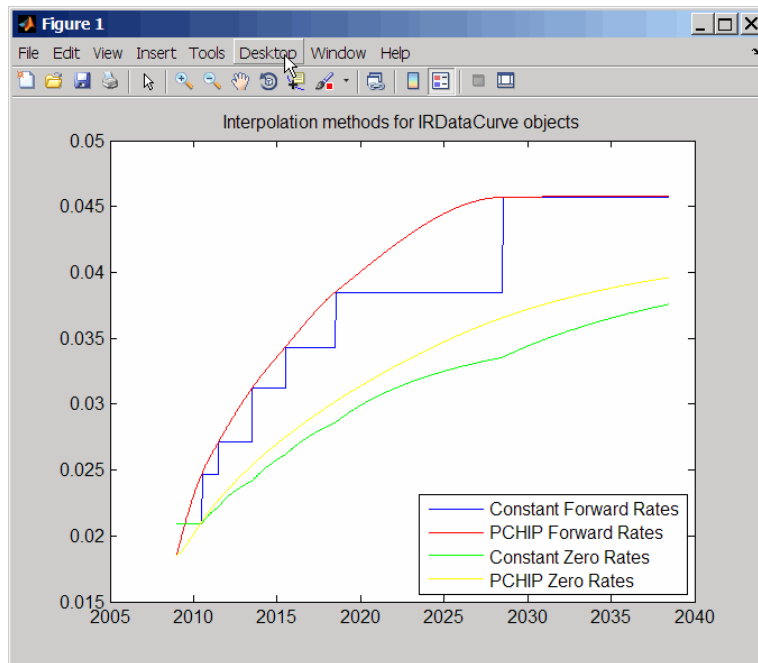 Figure 1
File Edit View Insert Tools Desktop Window Help
Interpolation methods for IRDataCurve objects
0.05
0.045
0.04
0.035
0.03
0.025
0.02
0.015
2005 2010 2015 2020 2025 2030 2035 2040
Constant Forward Rates
PCHIP Forward Rates
Constant Zero Rates
PCHIP Zero Rates